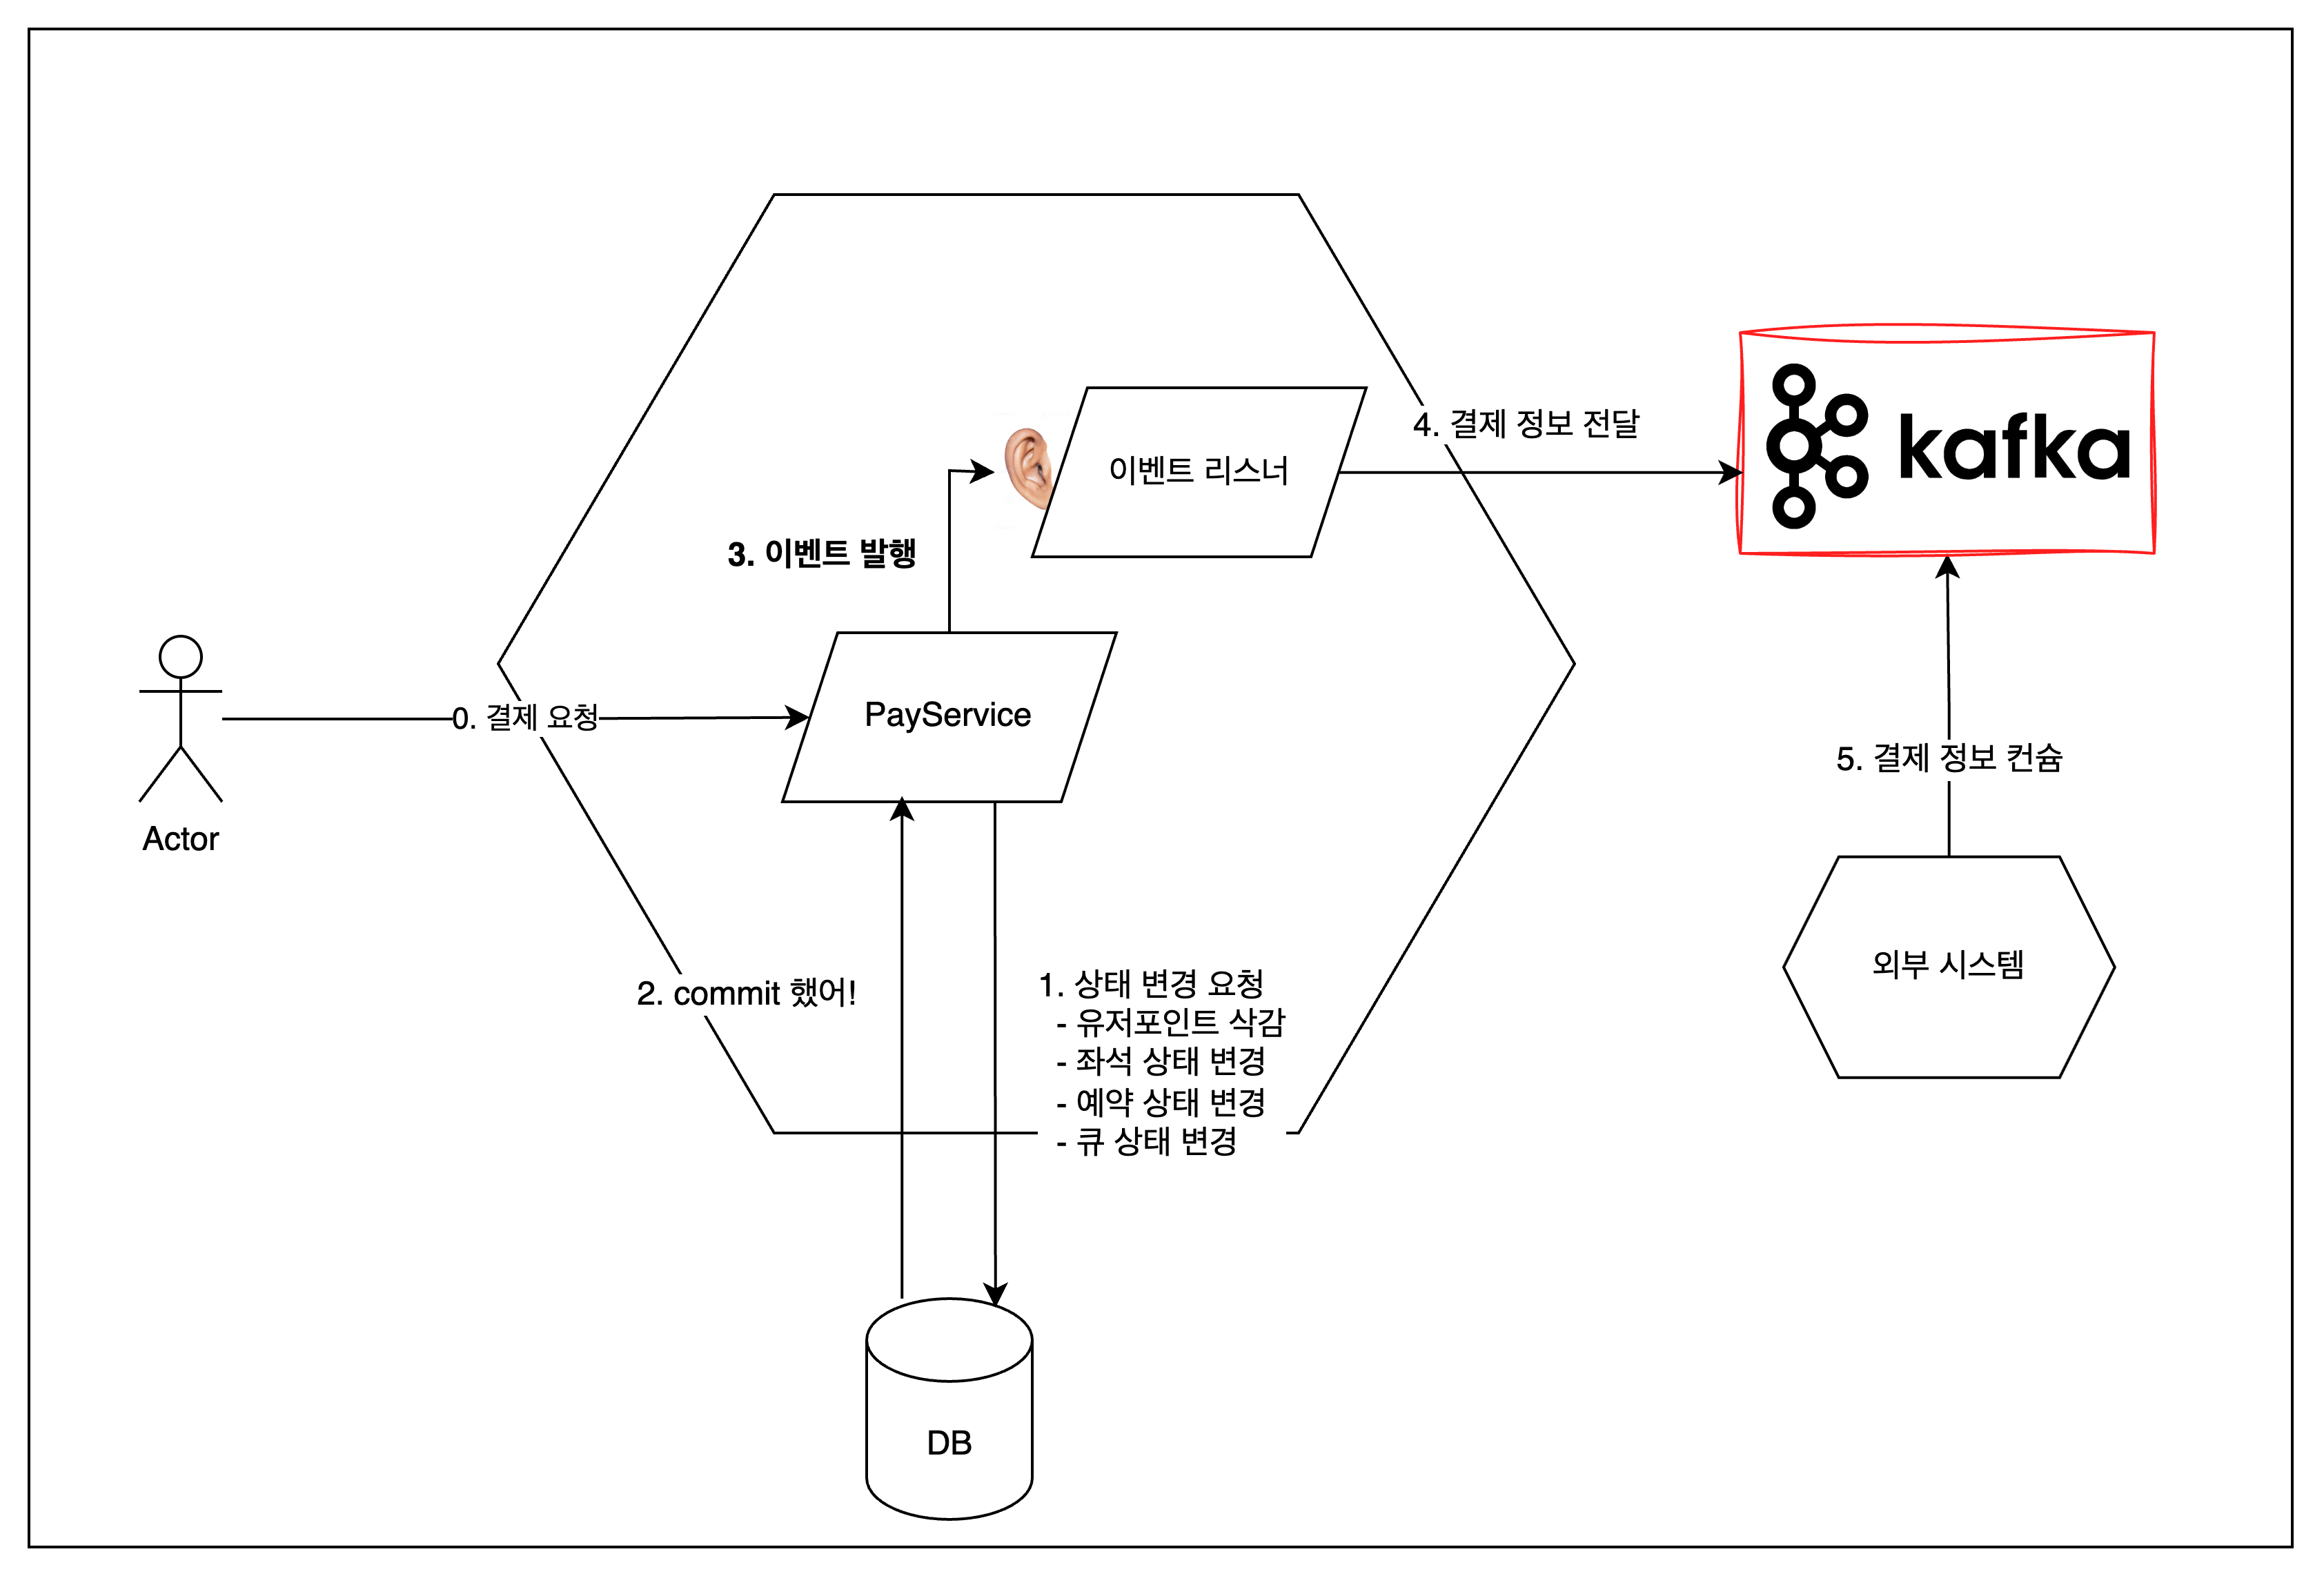 4. 결제 정보 전달
kafka
이벤트 리스너
3. 이벤트 발행
0. 결제 요청
PayService
Actor
5. 결제 정보 컨슘
외부 시스템
2. commit 했어!
1. 상태 변경 요청
- 유저포인트 삭감
- 좌석 상태 변경
- 예약 상태 변경
- 큐 상태 변경
DB